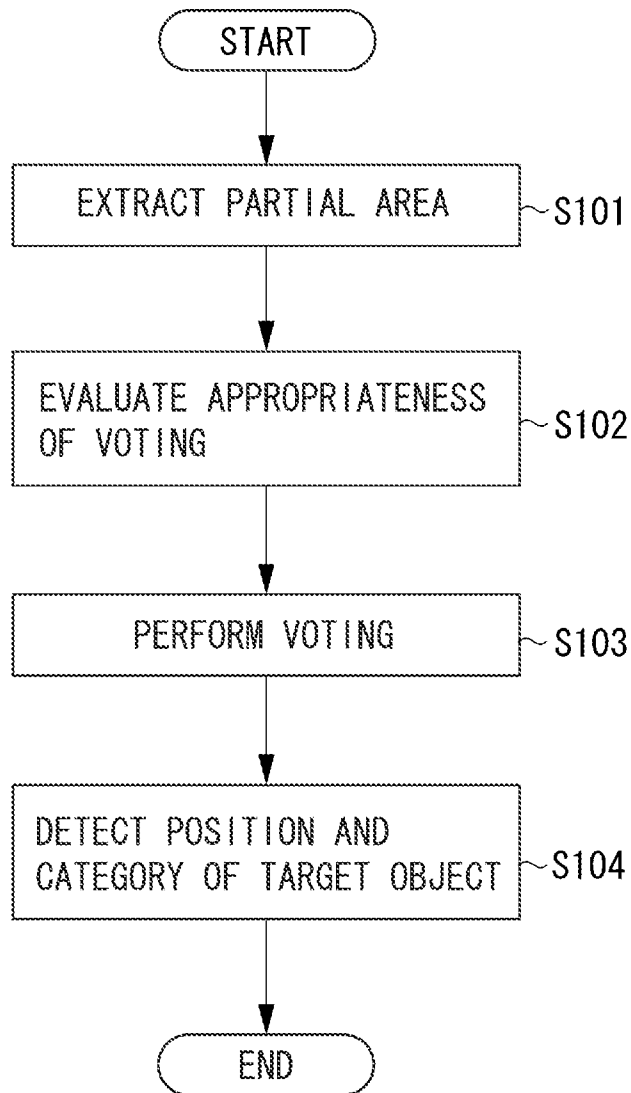 START
EXTRACT PARTIAL AREA
S101
EVALUATE APPROPRIATENESS
OF VOTING
S102
PERFORM VOTING
S103
DETECT POSITION AND
CATEGORY OF TARGET OBJECT
S104
END